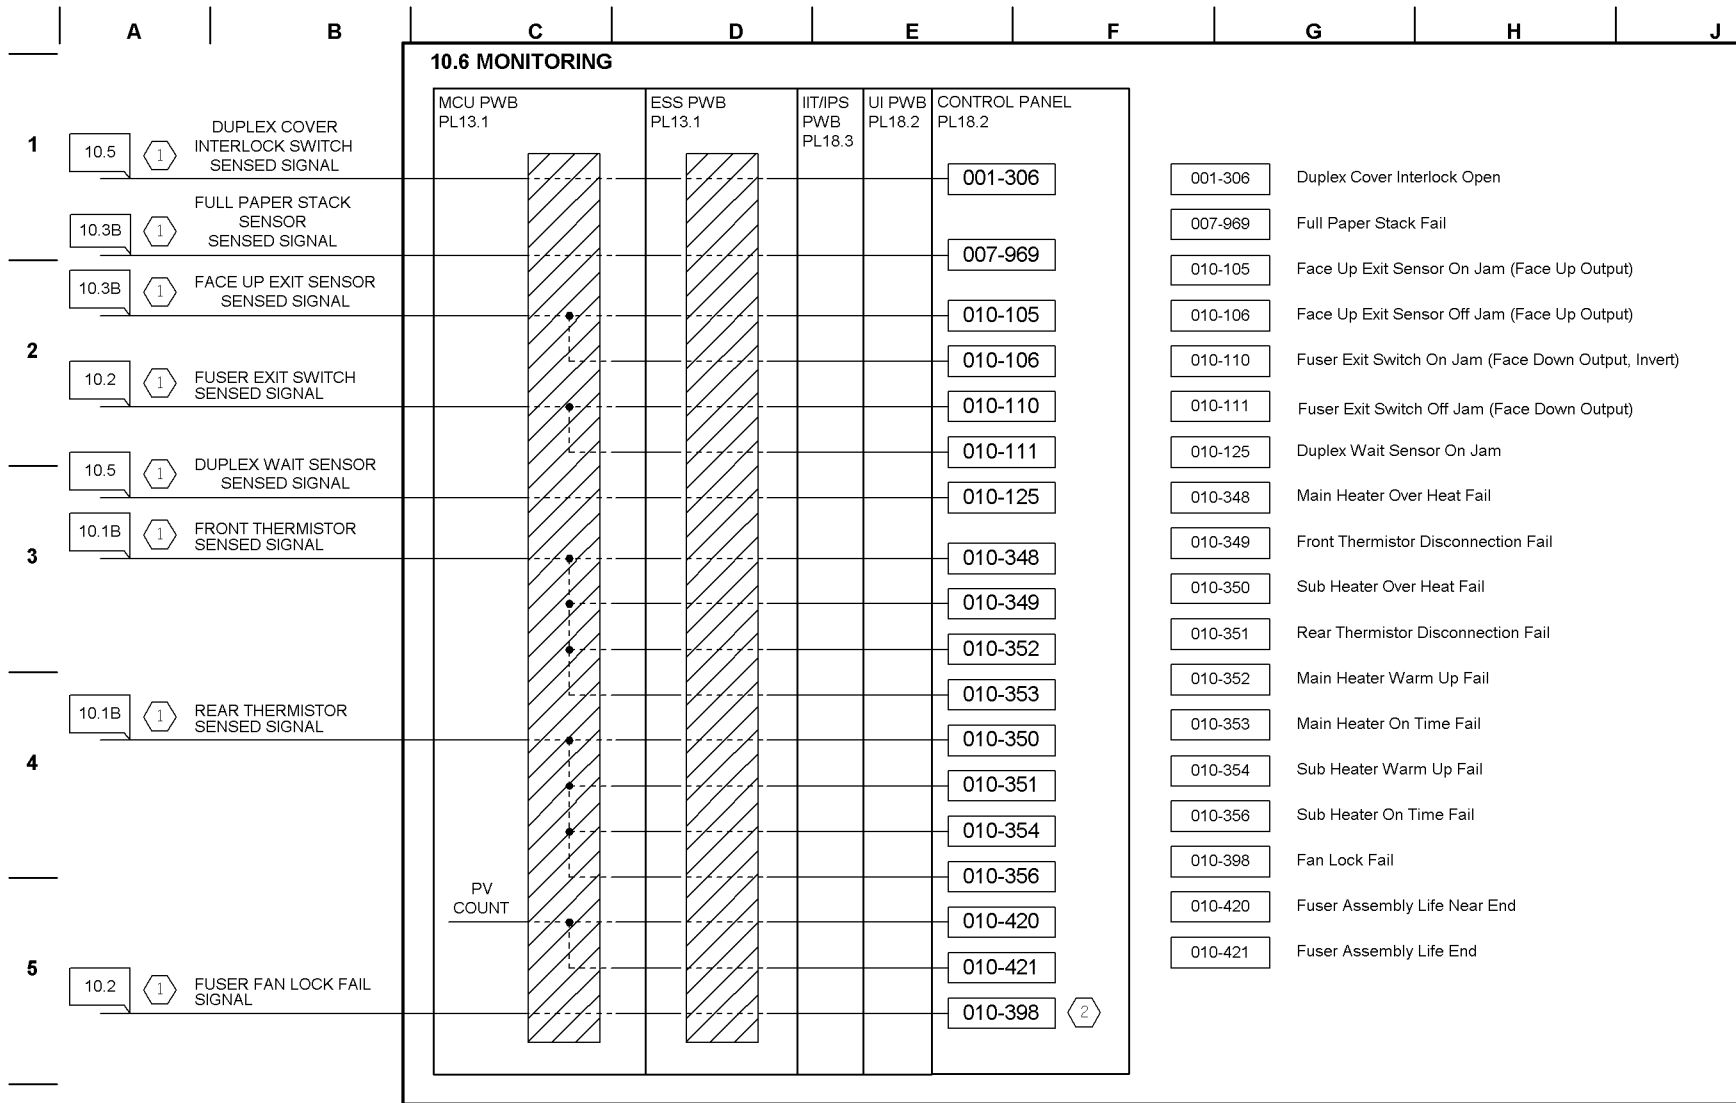 A B C D E F G H J
10.6 MONITORING
MCU PWB
PL13.1
ESS PWB
PL13.1
IIT/IPS
PWB
PL18.3
UI PWB
PL18.2
CONTROL PANEL
PL18.2
1
10.5
1
DUPLEX COVER
INTERLOCK SWITCH
SENSED SIGNAL
001-306
10.3B
1
FULL PAPER STACK
SENSOR
SENSED SIGNAL
007-969
10.3B
1
FACE UP EXIT SENSOR
SENSED SIGNAL
010-105
2
010-106
10.2
1
FUSER EXIT SWITCH
SENSED SIGNAL
010-110
010-111
10.5
1
DUPLEX WAIT SENSOR
SENSED SIGNAL
010-125
3
10.1B
1
FRONT THERMISTOR
SENSED SIGNAL
010-348
010-349
010-352
010-353
10.1B
1
REAR THERMISTOR
SENSED SIGNAL
010-350
4
010-351
010-354
010-356
PV
COUNT
010-420
5
010-421
10.2
1
FUSER FAN LOCK FAIL
SIGNAL
010-398
2
001-306 Duplex Cover Interlock Open
007-969 Full Paper Stack Fail
010-105 Face Up Exit Sensor On Jam (Face Up Output)
010-106 Face Up Exit Sensor Off Jam (Face Up Output)
010-110 Fuser Exit Switch On Jam (Face Down Output, Invert)
010-111 Fuser Exit Switch Off Jam (Face Down Output)
010-125 Duplex Wait Sensor On Jam
010-348 Main Heater Over Heat Fail
010-349 Front Thermistor Disconnection Fail
010-350 Sub Heater Over Heat Fail
010-351 Rear Thermistor Disconnection Fail
010-352 Main Heater Warm Up Fail
010-353 Main Heater On Time Fail
010-354 Sub Heater Warm Up Fail
010-356 Sub Heater On Time Fail
010-398 Fan Lock Fail
010-420 Fuser Assembly Life Near End
010-421 Fuser Assembly Life End